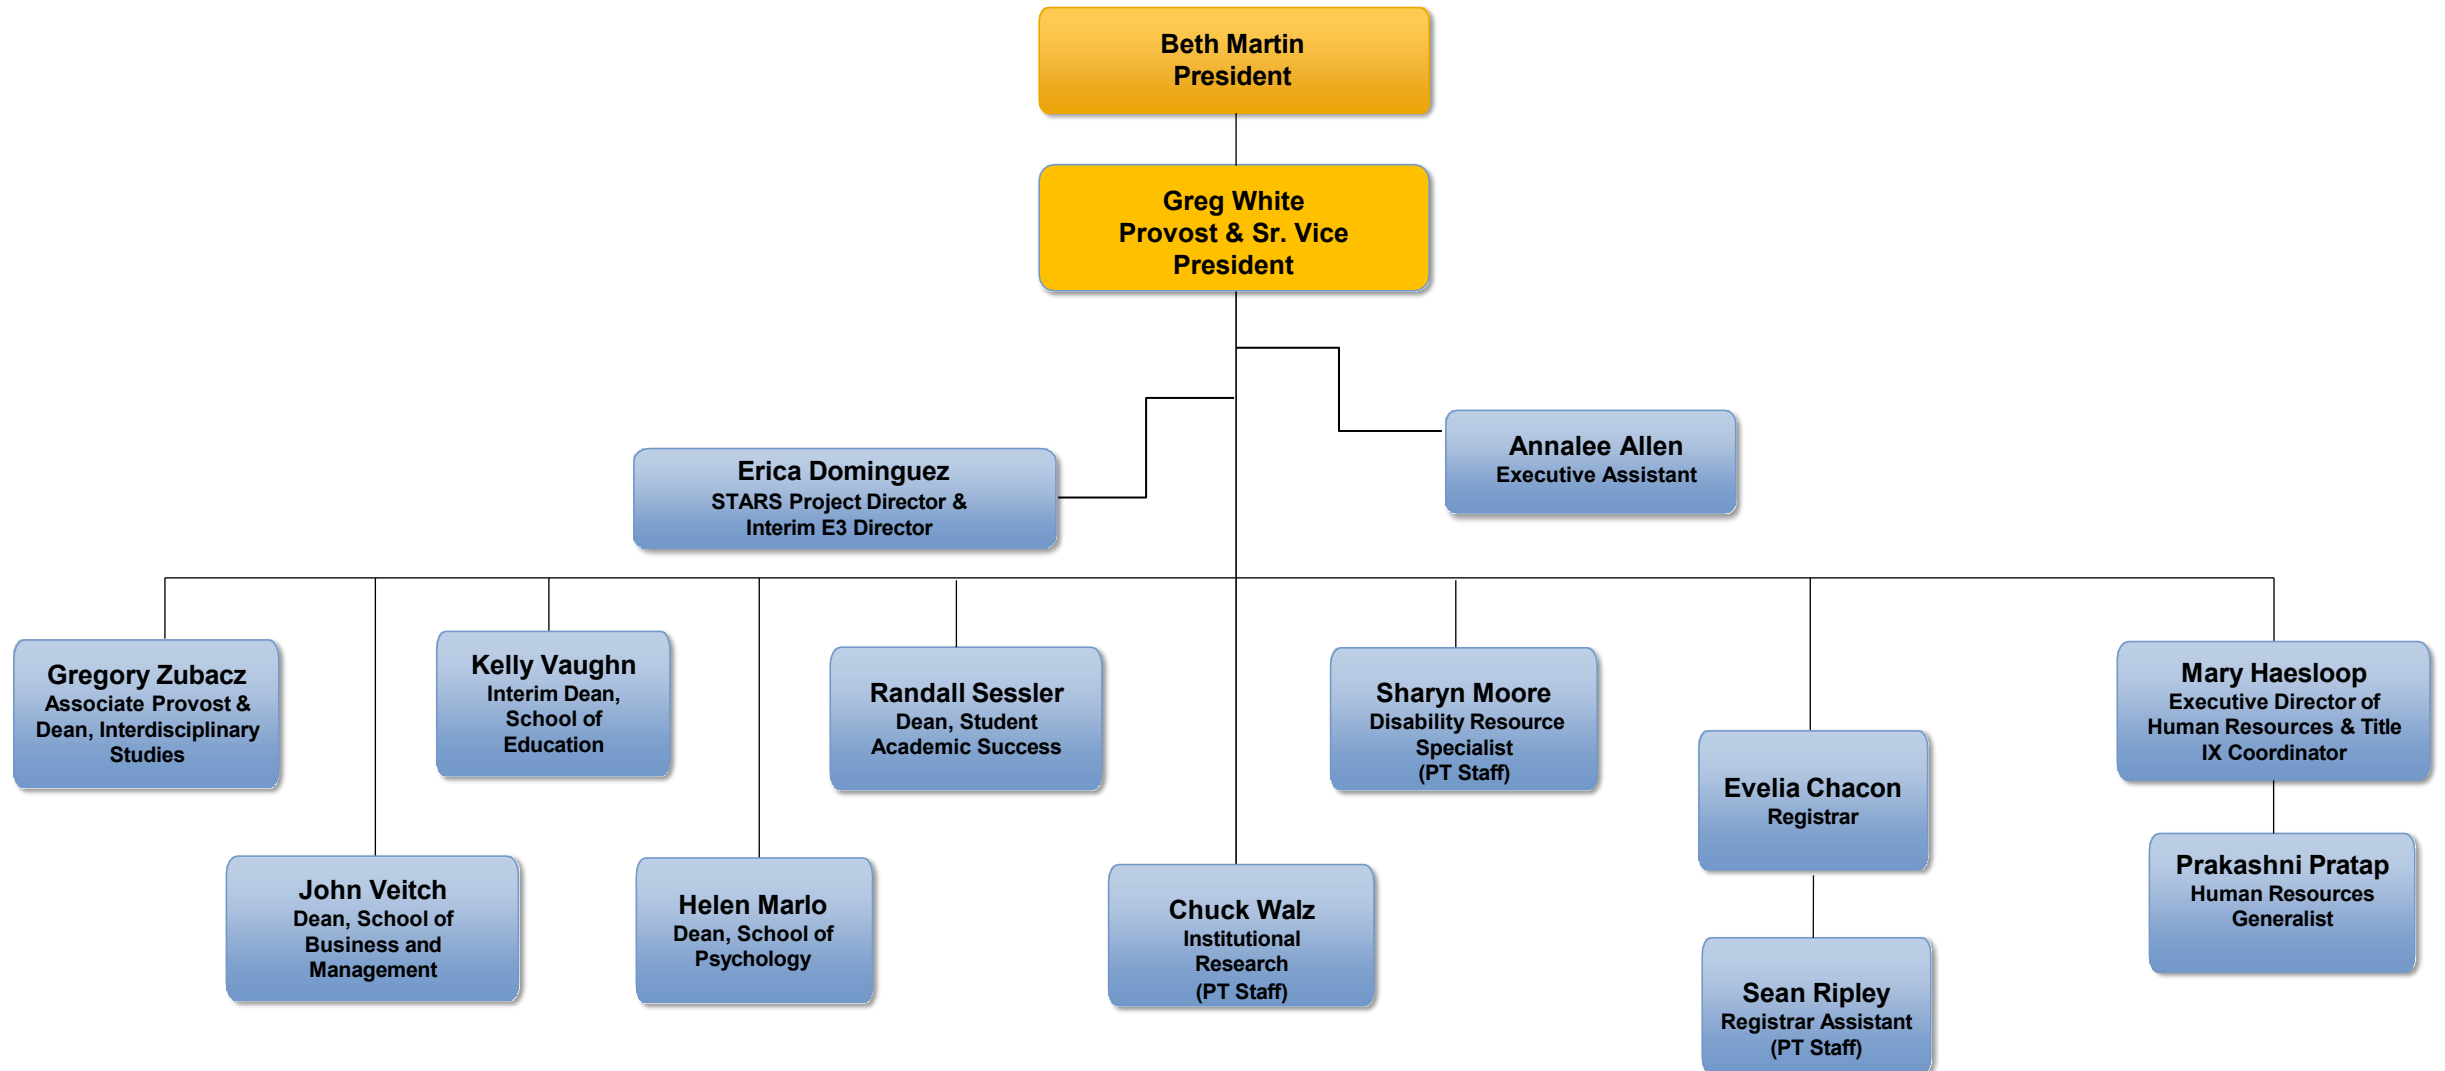 Beth Martin
President
Greg White
Provost & Sr. Vice
President
Annalee Allen
Executive Assistant
Erica Dominguez
STARS Project Director &
Interim E3 Director
Gregory Zubacz
Associate Provost &
Dean, Interdisciplinary
Studies
John Veitch
Dean, School of
Business and
Management
Kelly Vaughn
Interim Dean,
School of
Education
Helen Marlo
Dean, School of
Psychology
Randall Sessler
Dean, Student
Academic Success
Chuck Walz
Institutional
Research
(PT Staff)
Sharyn Moore
Disability Resource
Specialist
(PT Staff)
Evelia Chacon
Registrar
Sean Ripley
Registrar Assistant
(PT Staff)
Mary Haesloop
Executive Director of
Human Resources & Title
IX Coordinator
Prakashni Pratap
Human Resources
Generalist